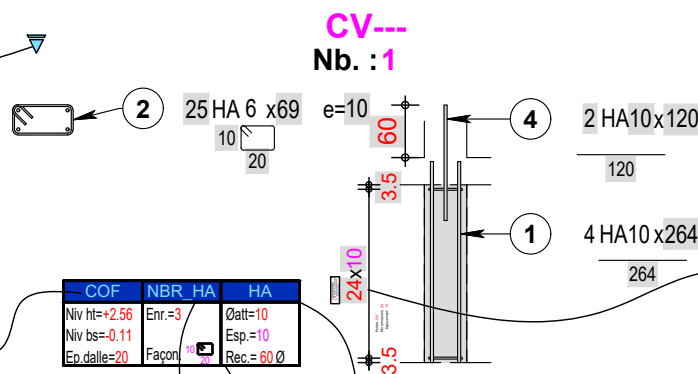 CV---
Nb. : 1
2
25 HA 6 x69 e=10
10
20
60
4
2 HA10x120
120
3.5
1
4 HA10 x264
264
24x10
3.5
COF NBR_HA HA
Niv ht=+2.56 Enr.=3 Øatt=10
Niv bs=-0.11 Esp.=10
Ep.dalle=20 Façon. 10 20 Rec.= 60 Ø